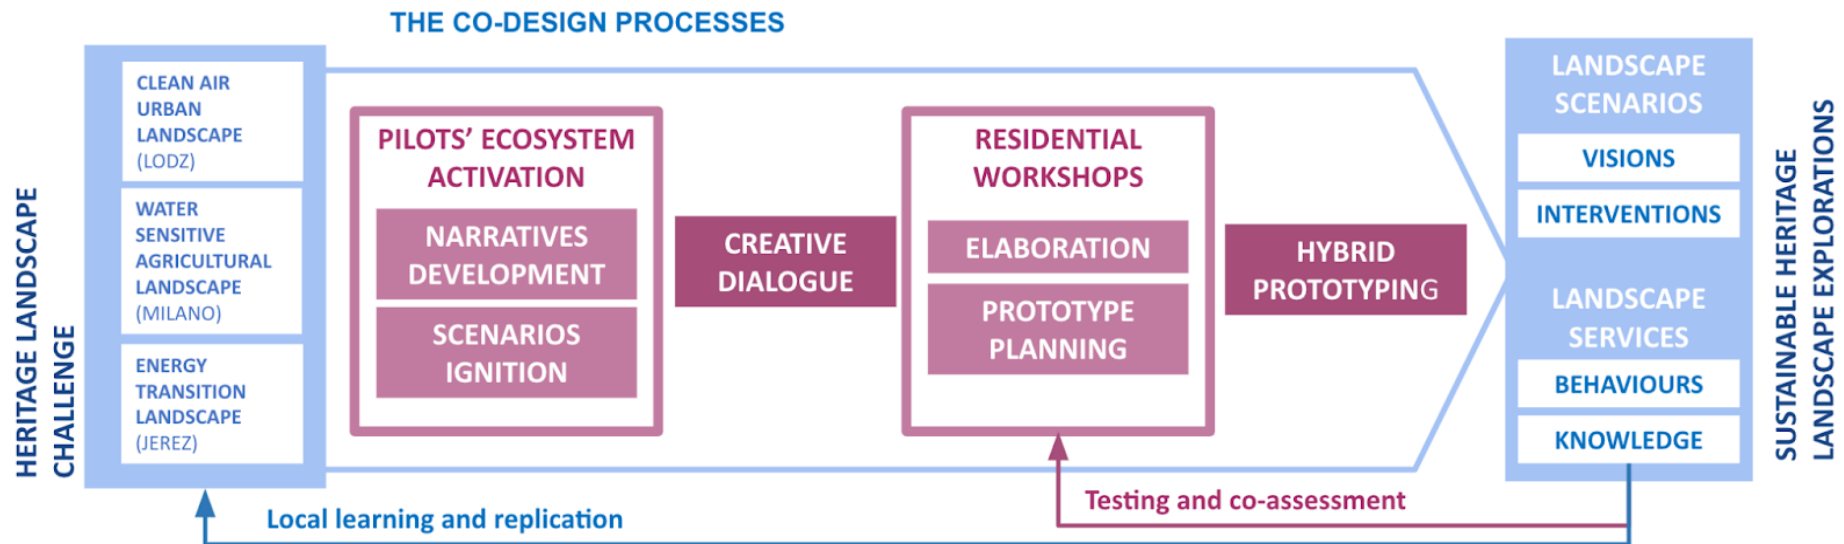 THE CO-DESIGN PROCESSES
HERITAGE LANDSCAPE
CHALLENGE
CLEAN AIR
URBAN
LANDSCAPE
(LODZ)
WATER
SENSITIVE
AGRICULTURAL
LANDSCAPE
(MILANO)
ENERGY
TRANSITION
LANDSCAPE
(JEREZ)
PILOTS’ ECOSYSTEM
ACTIVATION
NARRATIVES
DEVELOPMENT
SCENARIOS
IGNITION
CREATIVE
DIALOGUE
RESIDENTIAL
WORKSHOPS
ELABORATION
PROTOTYPE
PLANNING
HYBRID
PROTOTYPING
LANDSCAPE
SCENARIOS
VISIONS
INTERVENTIONS
LANDSCAPE
SERVICES
BEHAVIOURS
KNOWLEDGE
SUSTAINABLE HERITAGE
LANDSCAPE EXPLORATIONS
Testing and co-assessment
Local learning and replication